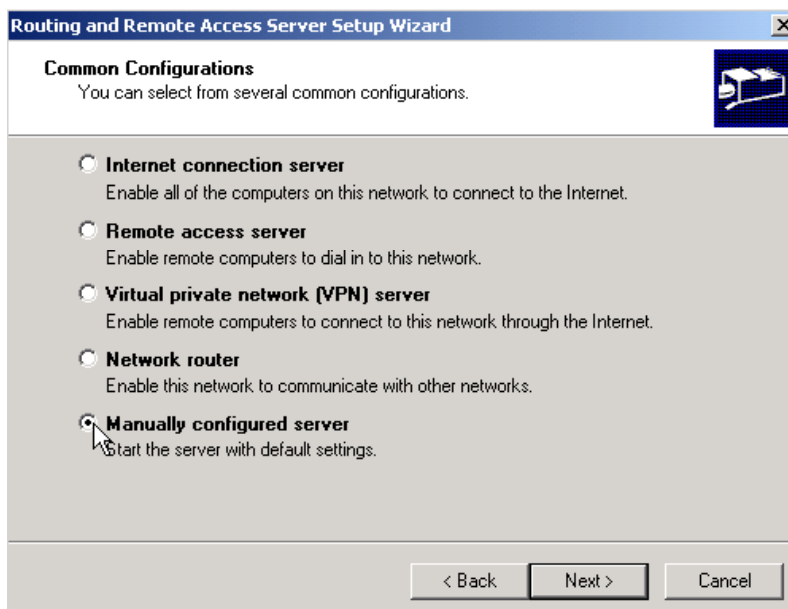 Routing and Remote Access Server Setup Wizard
Common Configurations
You can select from several common configurations.
Internet connection server
Enable all of the computers on this network to connect to the Internet.
Remote access server
Enable remote computers to dial in to this network.
Virtual private network (VPN) server
Enable remote computers to connect to this network through the Internet.
Network router
Enable this network to communicate with other networks.
Manually configured server
Start the server with default settings.
< Back Next > Cancel